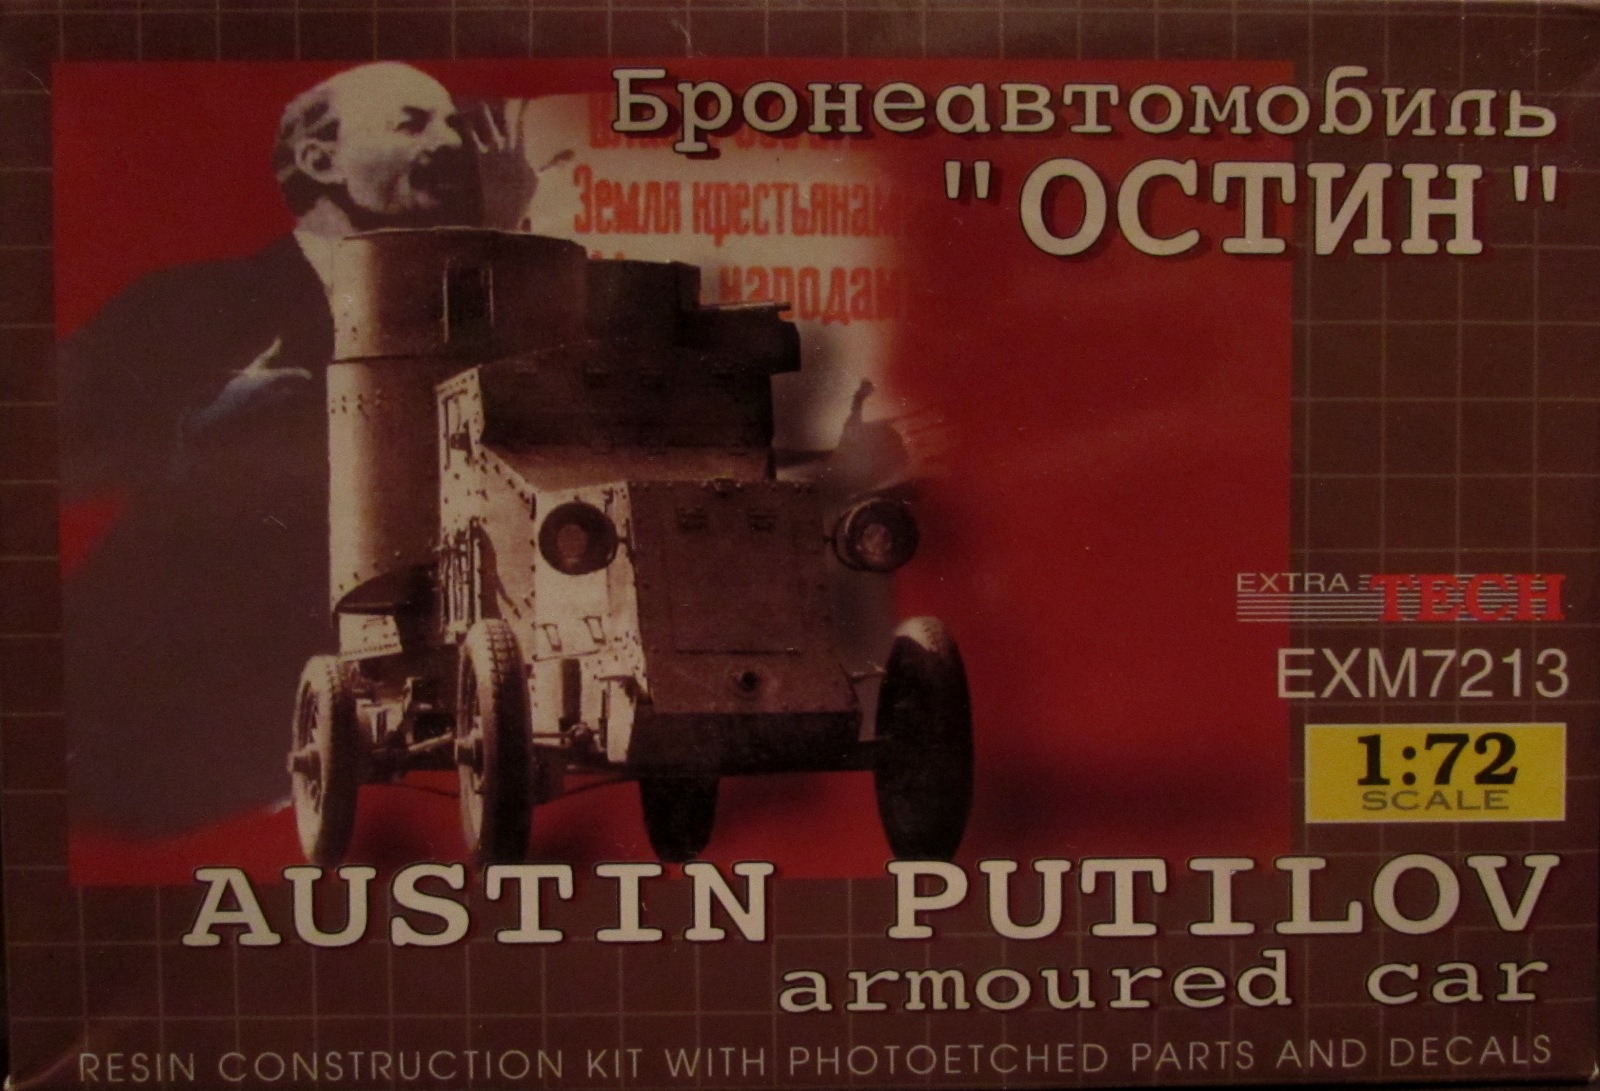 Бронеавтомобиль
"ОСТИН"
Земля крестьянам
народам
EXTRA TECH
EXM7213
1:72
SCALE
AUSTIN PUTILOV
armoured car
RESIN CONSTRUCTION KIT WITH PHOTOETCHED PARTS AND DECALS